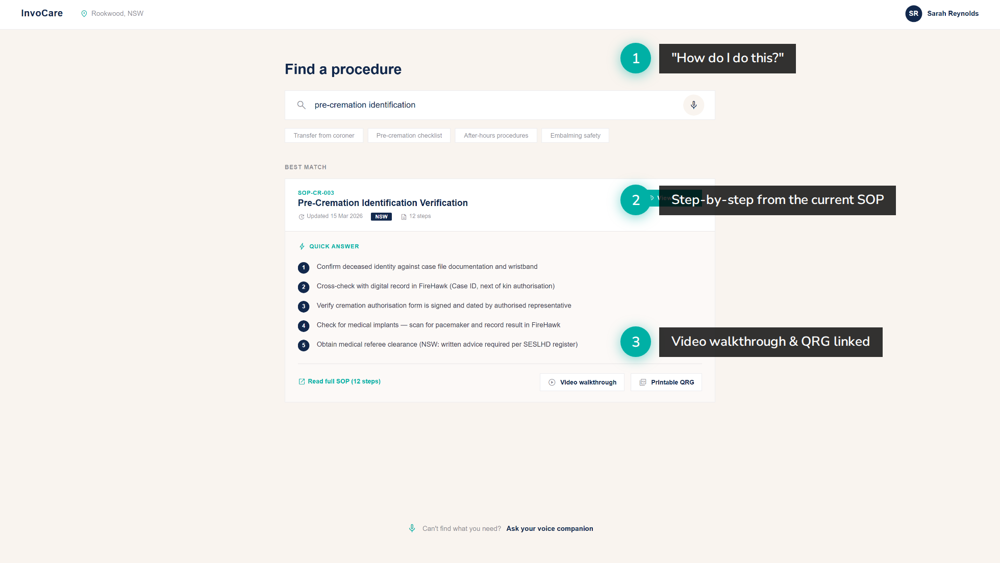 InvoCare
Rookwood, NSW
SR
Sarah Reynolds
1
"How do I do this?"
Find a procedure
pre-cremation identification
Transfer from coroner
Pre-cremation checklist
After-hours procedures
Embalming safety
BEST MATCH
SOP-CR-003
Pre-Cremation Identification Verification
Updated 15 Mar 2026
NSW
12 steps
2
View
Step-by-step from the current SOP
QUICK ANSWER
1 Confirm deceased identity against case file documentation and wristband
2 Cross-check with digital record in FireHawk (Case ID, next of kin authorisation)
3 Verify cremation authorisation form is signed and dated by authorised representative
4 Check for medical implants — scan for pacemaker and record result in FireHawk
5 Obtain medical referee clearance (NSW: written advice required per SESLHD register)
3
Video walkthrough & QRG linked
Read full SOP (12 steps)
Video walkthrough
Printable QRG
Can't find what you need? Ask your voice companion